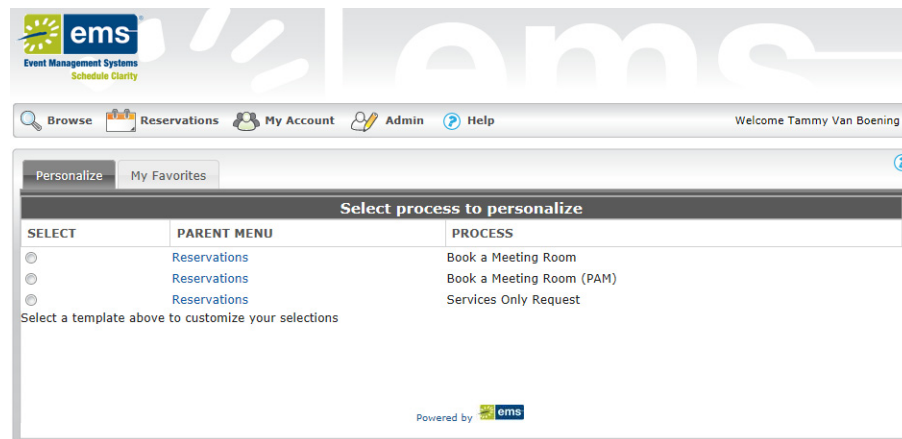 ems
Event Management Systems
Schedule Clarity
ems
Browse Reservations My Account Admin Help Welcome Tammy Van Boening
Personalize My Favorites
Select process to personalize
SELECT PARENT MENU PROCESS
Reservations Book a Meeting Room
Reservations Book a Meeting Room (PAM)
Reservations Services Only Request
Select a template above to customize your selections
Powered by ems